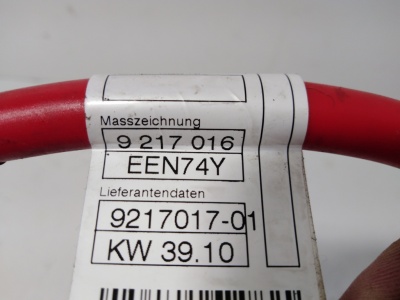 Masszeichnung
9 217 016
EEN74Y
Lieferantendaten
9217017-01
KW 39.10